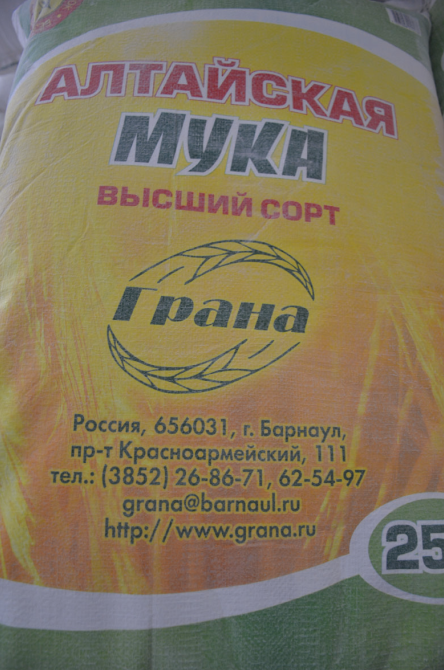 АЛТАЙСКАЯ
МУКА
ВЫСШИЙ СОРТ
Грана
Россия, 656031, г. Барнаул,
пр-т Красноармейский, 111
тел.: (3852) 26-86-71, 62-54-97
grana@barnaul.ru
http://www.grana.ru
25